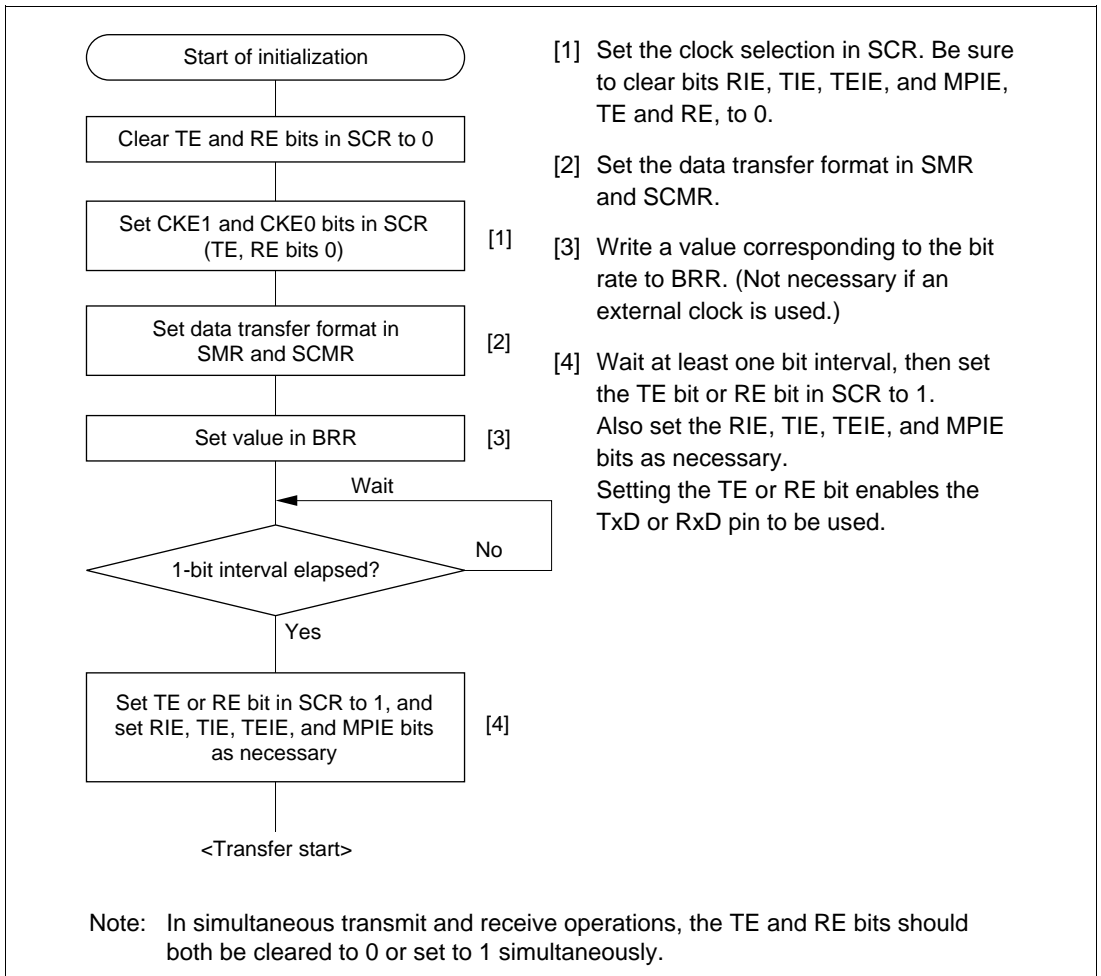 Start of initialization
Clear TE and RE bits in SCR to 0
Set CKE1 and CKE0 bits in SCR
(TE, RE bits 0)
[1]
Set data transfer format in
SMR and SCMR
[2]
Set value in BRR
[3]
Wait
No
1-bit interval elapsed?
Yes
Set TE or RE bit in SCR to 1, and
set RIE, TIE, TEIE, and MPIE bits
as necessary
[4]
<Transfer start>
[1] Set the clock selection in SCR. Be sure
to clear bits RIE, TIE, TEIE, and MPIE,
TE and RE, to 0.
[2] Set the data transfer format in SMR
and SCMR.
[3] Write a value corresponding to the bit
rate to BRR. (Not necessary if an
external clock is used.)
[4] Wait at least one bit interval, then set
the TE bit or RE bit in SCR to 1.
Also set the RIE, TIE, TEIE, and MPIE
bits as necessary.
Setting the TE or RE bit enables the
TxD or RxD pin to be used.
Note: In simultaneous transmit and receive operations, the TE and RE bits should
both be cleared to 0 or set to 1 simultaneously.